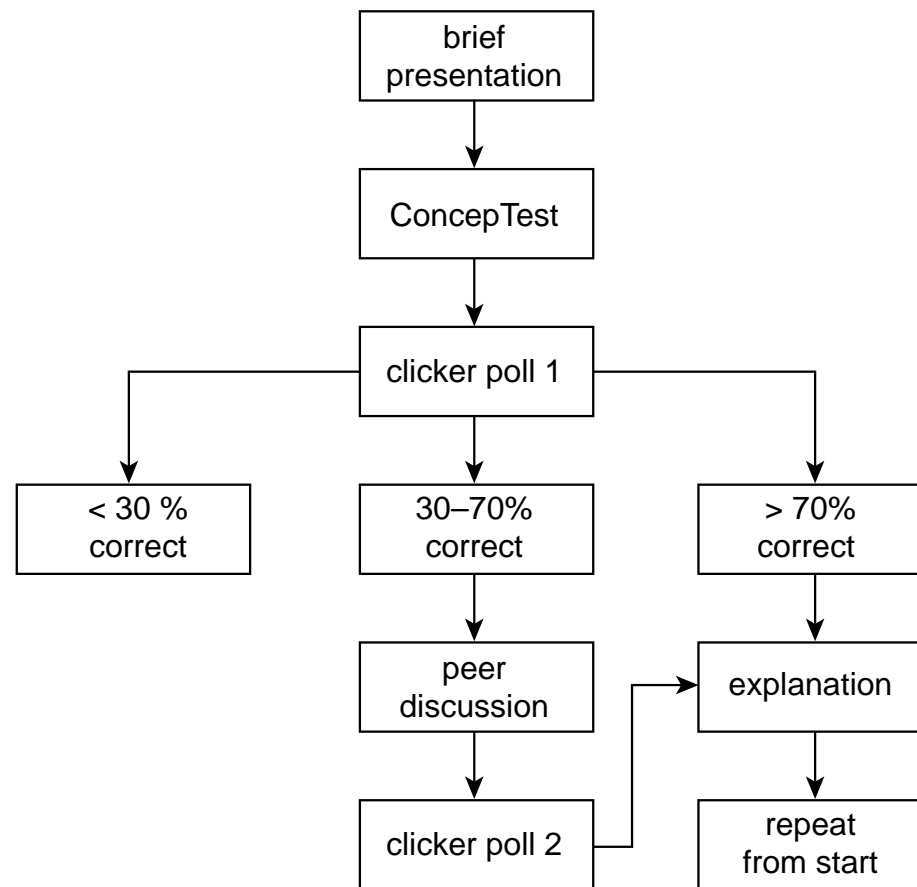 brief
presentation
ConcepTest
clicker poll 1
< 30 %
correct
30–70%
correct
> 70%
correct
peer
discussion
explanation
clicker poll 2
repeat
from start